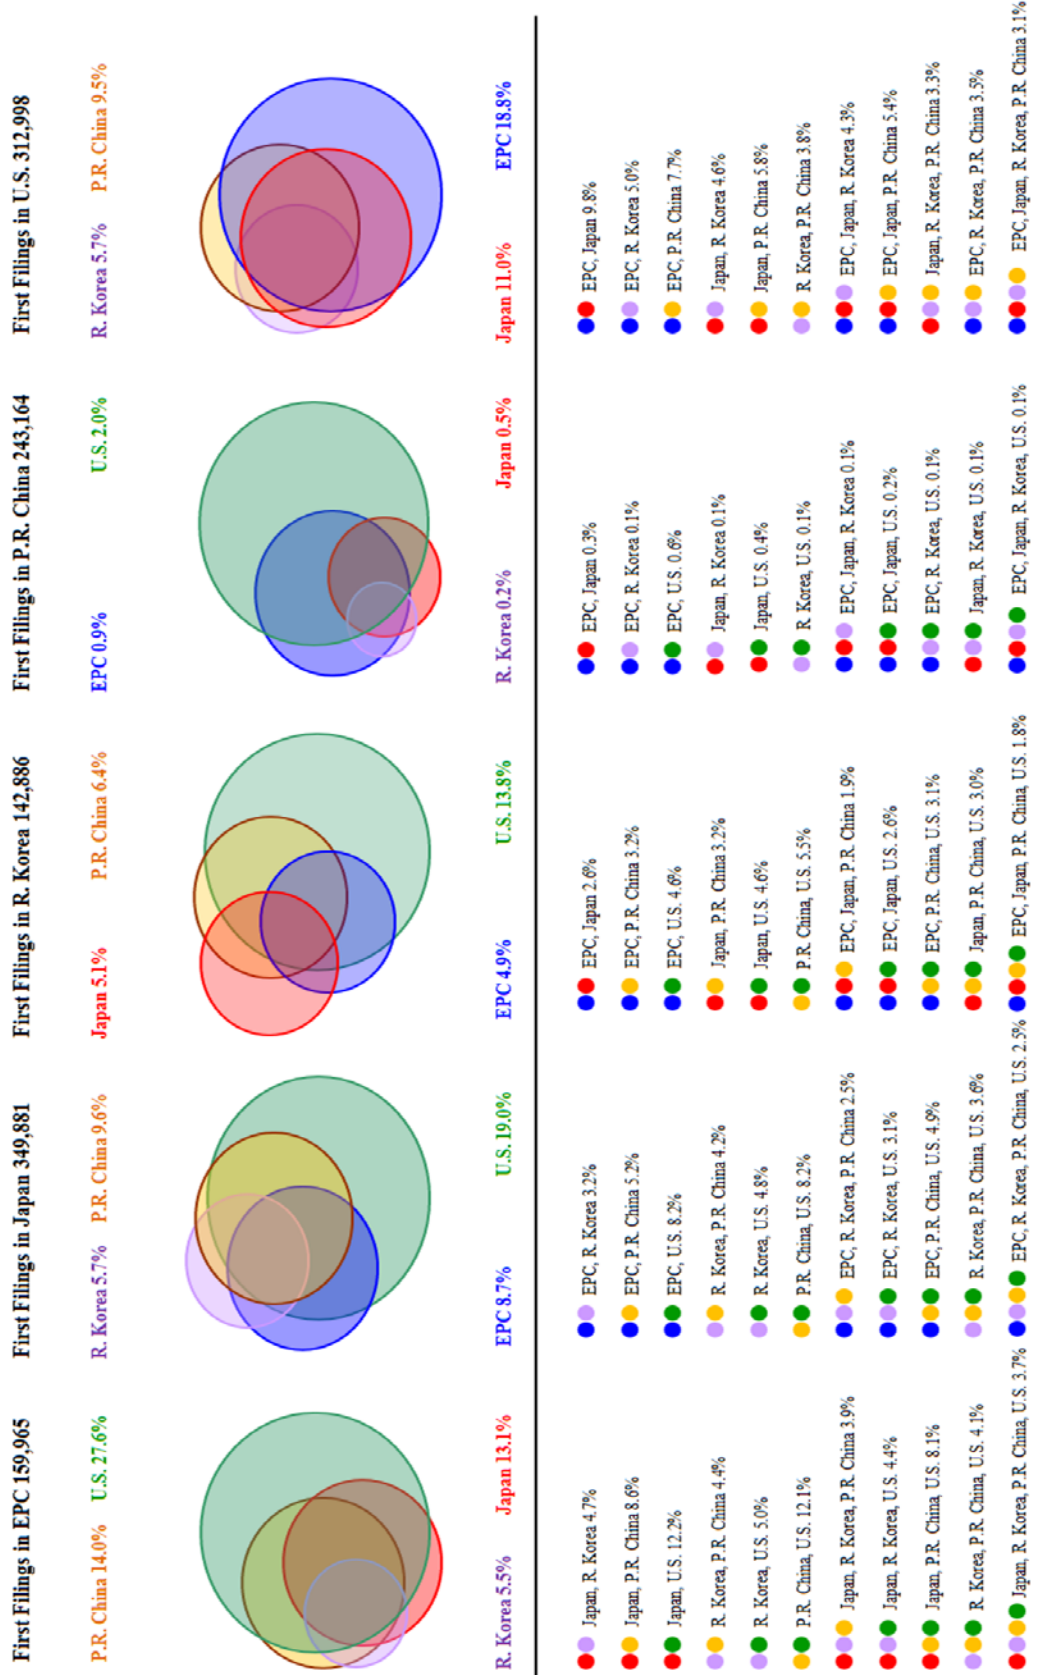 First Filings in EPC 159,965
P.R. China 14.0%
U.S. 27.6%
R. Korea 5.5%
Japan 13.1%
Japan, R. Korea 4.7%
Japan, P.R. China 8.6%
Japan, U.S. 12.2%
R. Korea, P.R. China 4.4%
R. Korea, U.S. 5.0%
P.R. China, U.S. 12.1%
Japan, R. Korea, P.R. China 3.9%
Japan, R. Korea, U.S. 4.4%
Japan, P.R. China, U.S. 8.1%
R. Korea, P.R. China, U.S. 4.1%
Japan, R. Korea, P.R. China, U.S. 3.7%
First Filings in Japan 349,881
R. Korea 5.7%
P.R. China 9.6%
EPC 8.7%
U.S. 19.0%
EPC, R. Korea 3.2%
EPC, P.R. China 5.2%
EPC, U.S. 8.2%
R. Korea, P.R. China 4.2%
R. Korea, U.S. 4.8%
P.R. China, U.S. 8.2%
EPC, R. Korea, P.R. China 2.5%
EPC, R. Korea, U.S. 3.1%
EPC, P.R. China, U.S. 4.9%
R. Korea, P.R. China, U.S. 3.6%
EPC, R. Korea, P.R. China, U.S. 2.5%
First Filings in R. Korea 142,886
Japan 5.1%
P.R. China 6.4%
EPC 4.9%
U.S. 13.8%
EPC, Japan 2.6%
EPC, P.R. China 3.2%
EPC, U.S. 4.6%
Japan, P.R. China 3.2%
Japan, U.S. 4.6%
P.R. China, U.S. 5.5%
EPC, Japan, P.R. China 1.9%
EPC, Japan, U.S. 2.6%
EPC, P.R. China, U.S. 3.1%
Japan, P.R. China, U.S. 3.0%
EPC, Japan, P.R. China, U.S. 1.8%
First Filings in P.R. China 243,164
EPC 0.9%
U.S. 2.0%
R. Korea 0.2%
Japan 0.5%
EPC, Japan 0.3%
EPC, R. Korea 0.1%
EPC, U.S. 0.6%
Japan, R. Korea 0.1%
Japan, U.S. 0.4%
R. Korea, U.S. 0.1%
EPC, Japan, R. Korea 0.1%
EPC, Japan, U.S. 0.2%
EPC, R. Korea, U.S. 0.1%
Japan, R. Korea, U.S. 0.1%
EPC, Japan, R. Korea, U.S. 0.1%
First Filings in U.S. 312,998
R. Korea 5.7%
P.R. China 9.5%
Japan 11.0%
EPC 18.8%
EPC, Japan 9.8%
EPC, R. Korea 5.0%
EPC, P.R. China 7.7%
Japan, R. Korea 4.6%
Japan, P.R. China 5.8%
R. Korea, P.R. China 3.8%
EPC, Japan, R. Korea 4.3%
EPC, Japan, P.R. China 5.4%
Japan, R. Korea, P.R. China 3.3%
EPC, R. Korea, P.R. China 3.5%
EPC, Japan, R. Korea, P.R. China 3.1%